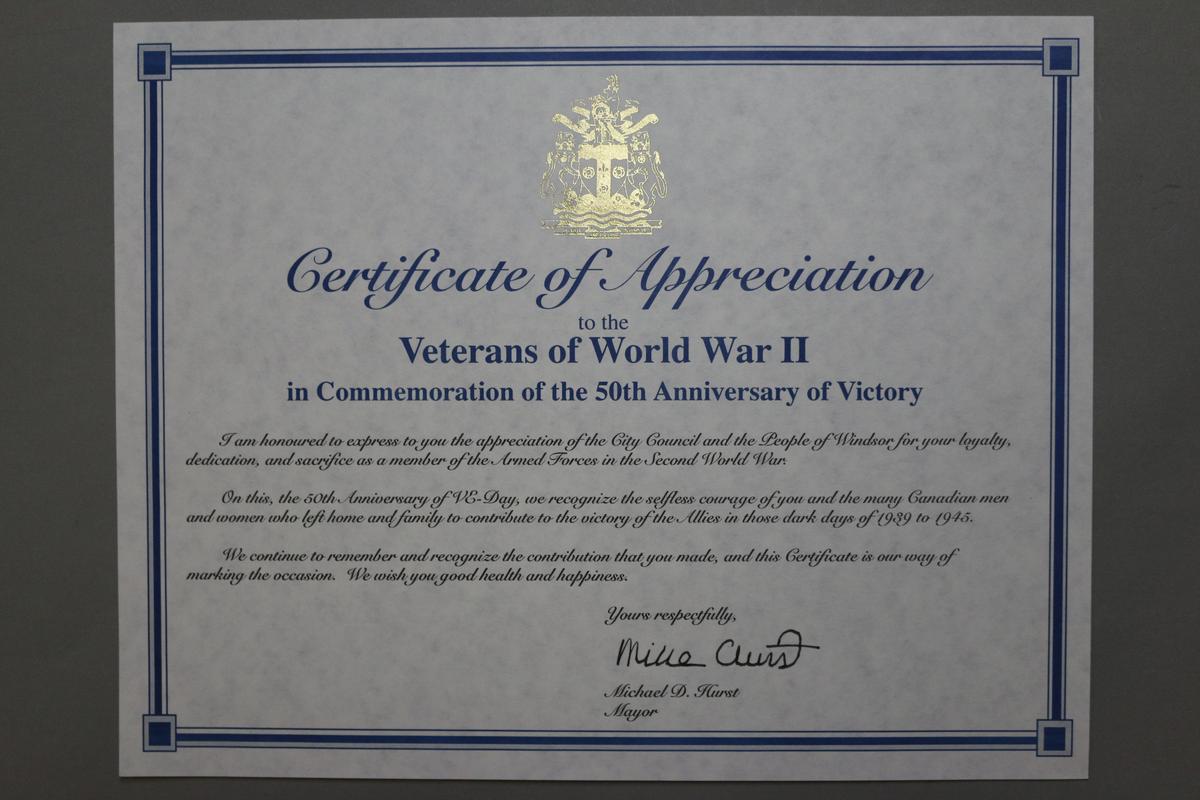 Certificate of Appreciation
to the
Veterans of World War II
in Commemoration of the 50th Anniversary of Victory
I am honoured to express to you the appreciation of the City Council and the People of Windsor for your loyalty,
dedication, and sacrifice as a member of the Armed Forces in the Second World War.
On this, the 50th Anniversary of VE-Day, we recognize the selfless courage of you and the many Canadian men
and women who left home and family to contribute to the victory of the Allies in those dark days of 1939 to 1945.
We continue to remember and recognize the contribution that you made, and this Certificate is our way of
marking the occasion. We wish you good health and happiness.
Yours respectfully,
Mike Hurst
Michael D. Hurst
Mayor